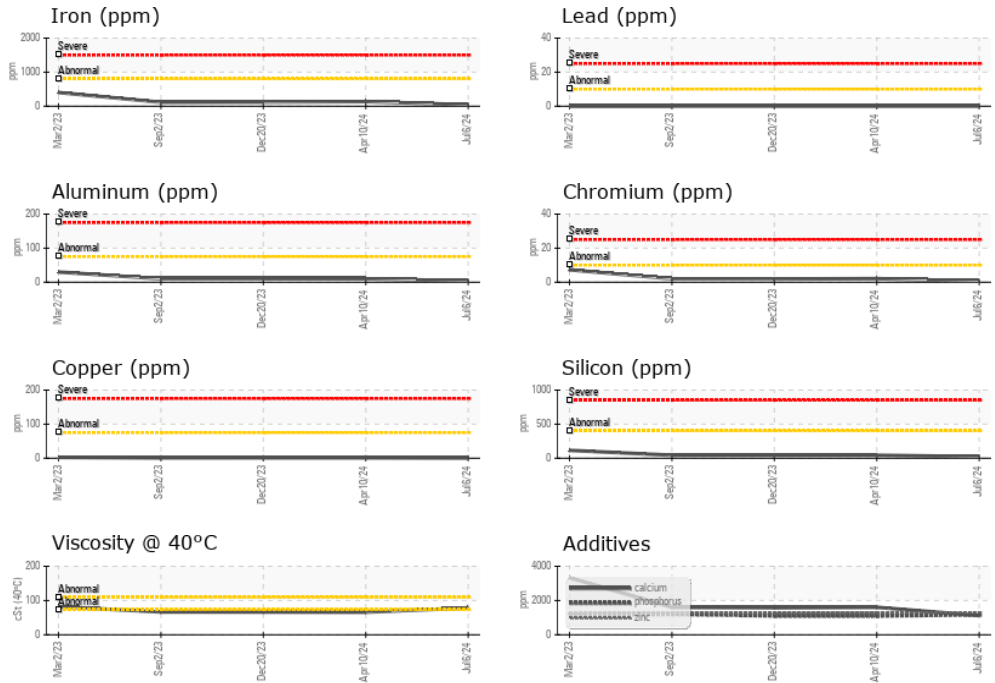 Iron (ppm)
2000
1000
0
ppm
Severe
Abnormal
Mar2/23
Sep2/23
Dec20/23
Apr10/24
Jul6/24
Lead (ppm)
40
20
0
ppm
Severe
Abnormal
Mar2/23
Sep2/23
Dec20/23
Apr10/24
Jul6/24
Aluminum (ppm)
200
100
0
ppm
Severe
Abnormal
Mar2/23
Sep2/23
Dec20/23
Apr10/24
Jul6/24
Chromium (ppm)
40
20
0
ppm
Severe
Abnormal
Mar2/23
Sep2/23
Dec20/23
Apr10/24
Jul6/24
Copper (ppm)
200
100
0
ppm
Severe
Abnormal
Mar2/23
Sep2/23
Dec20/23
Apr10/24
Jul6/24
Silicon (ppm)
1000
500
0
ppm
Severe
Abnormal
Mar2/23
Sep2/23
Dec20/23
Apr10/24
Jul6/24
Viscosity @ 40°C
200
100
0
cSt (40°C)
Abnormal
Abnormal
Mar2/23
Sep2/23
Dec20/23
Apr10/24
Jul6/24
Additives
4000
2000
0
ppm
calcium
phosphorus
zinc
Mar2/23
Sep2/23
Dec20/23
Apr10/24
Jul6/24